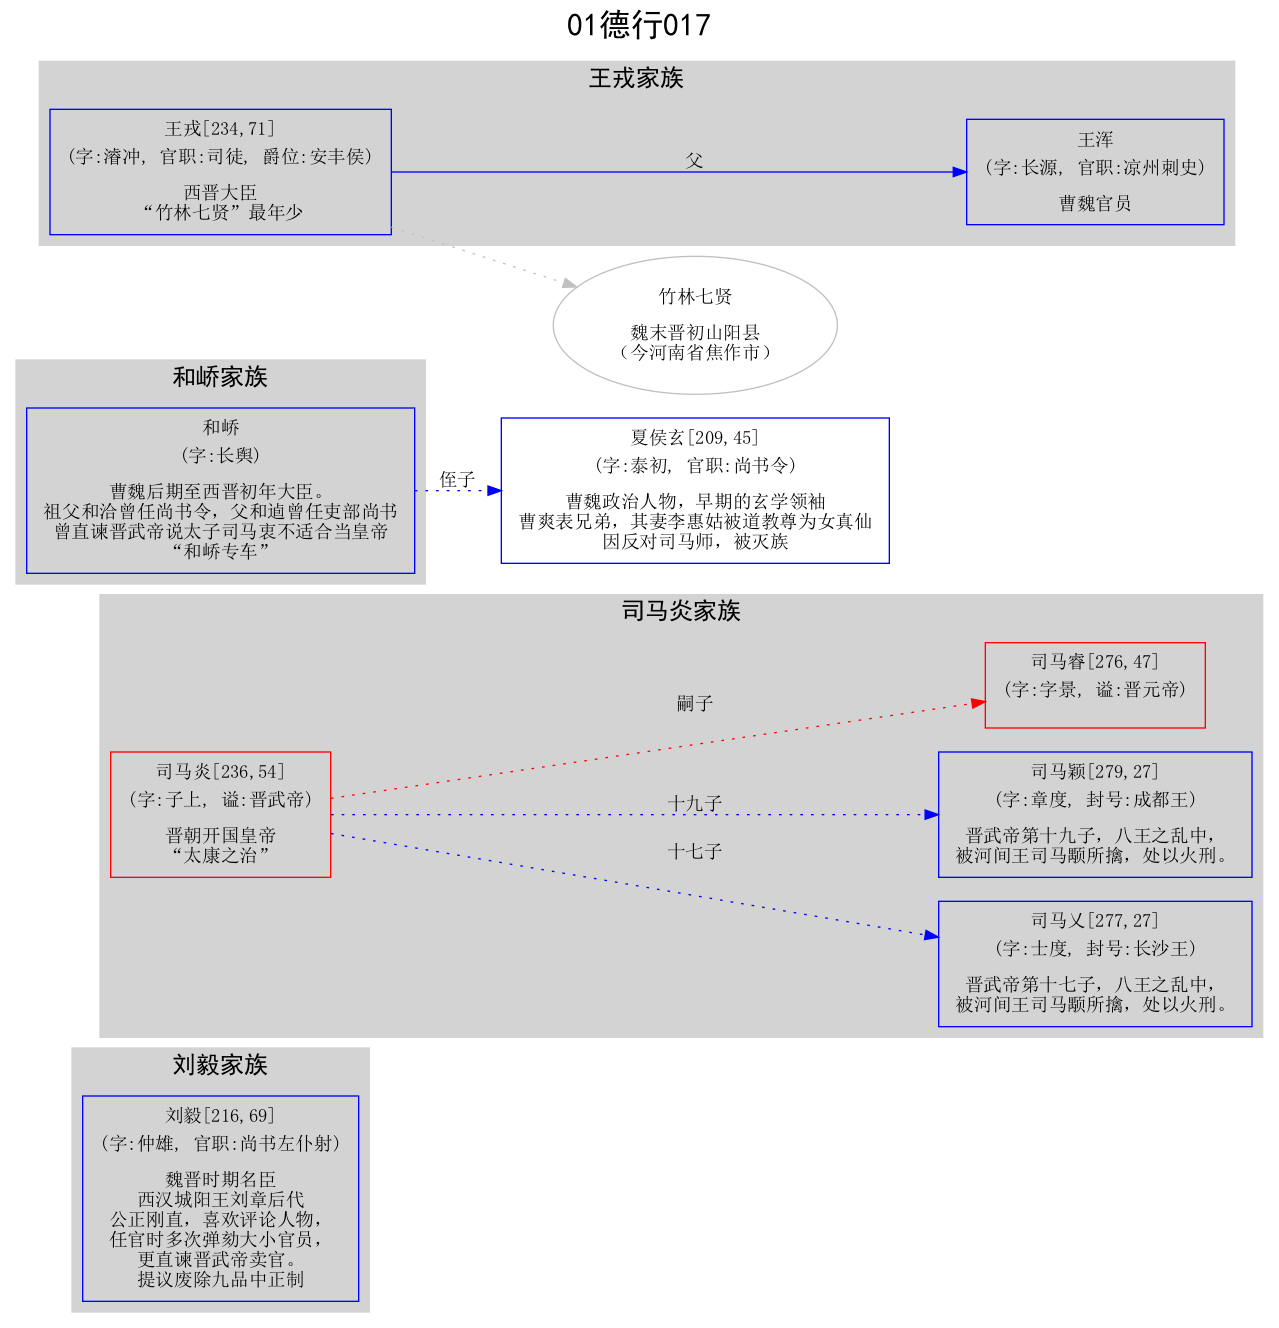 01德行017
王戎家族
王戎[234,71]
(字:濬冲, 官职:司徒, 爵位:安丰侯)
西晋大臣
“竹林七贤”最年少
父
王浑
(字:长源, 官职:凉州刺史)
曹魏官员
竹林七贤
魏末晋初山阳县
（今河南省焦作市）
和峤家族
和峤
(字:长舆)
曹魏后期至西晋初年大臣。
祖父和洽曾任尚书令，父和逌曾任吏部尚书
曾直谏晋武帝说太子司马衷不适合当皇帝
“和峤专车”
侄子
夏侯玄[209,45]
(字:泰初, 官职:尚书令)
曹魏政治人物，早期的玄学领袖
曹爽表兄弟，其妻李惠姑被道教尊为女真仙
因反对司马师，被灭族
司马炎家族
司马炎[236,54]
(字:子上, 谥:晋武帝)
晋朝开国皇帝
“太康之治”
嗣子
十九子
十七子
司马睿[276,47]
(字:字景, 谥:晋元帝)
司马颖[279,27]
(字:章度, 封号:成都王)
晋武帝第十九子，八王之乱中，
被河间王司马颙所擒，处以火刑。
司马乂[277,27]
(字:士度, 封号:长沙王)
晋武帝第十七子，八王之乱中，
被河间王司马颙所擒，处以火刑。
刘毅家族
刘毅[216,69]
(字:仲雄, 官职:尚书左仆射)
魏晋时期名臣
西汉城阳王刘章后代
公正刚直，喜欢评论人物，
任官时多次弹劾大小官员，
更直谏晋武帝卖官。
提议废除九品中正制